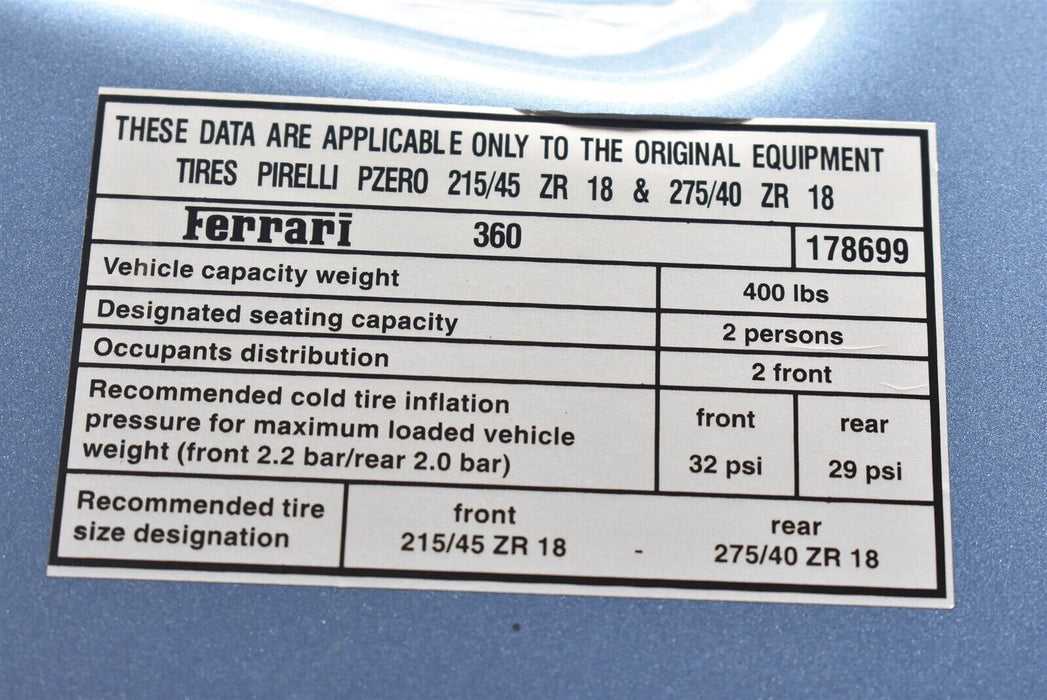 THESE DATA ARE APPLICABLE ONLY TO THE ORIGINAL EQUIPMENT
TIRES PIRELLI PZERO 215/45 ZR 18 & 275/40 ZR 18
Ferrari 360 178699
Vehicle capacity weight 400 lbs
Designated seating capacity 2 persons
Occupants distribution 2 front
Recommended cold tire inflation
pressure for maximum loaded vehicle
weight (front 2.2 bar/rear 2.0 bar)
front rear
32 psi 29 psi
Recommended tire
size designation
front rear
215/45 ZR 18 - 275/40 ZR 18